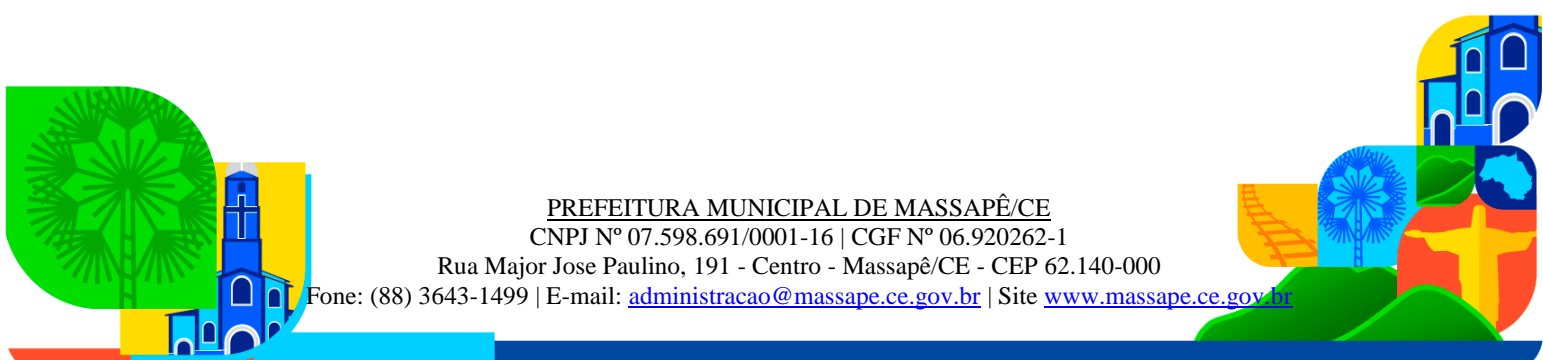 PREFEITURA MUNICIPAL DE MASSAPÊ/CE
CNPJ Nº 07.598.691/0001-16 | CGF Nº 06.920262-1
Rua Major Jose Paulino, 191 - Centro - Massapê/CE - CEP 62.140-000
Fone: (88) 3643-1499 | E-mail: administracao@massape.ce.gov.br | Site www.massape.ce.gov.br